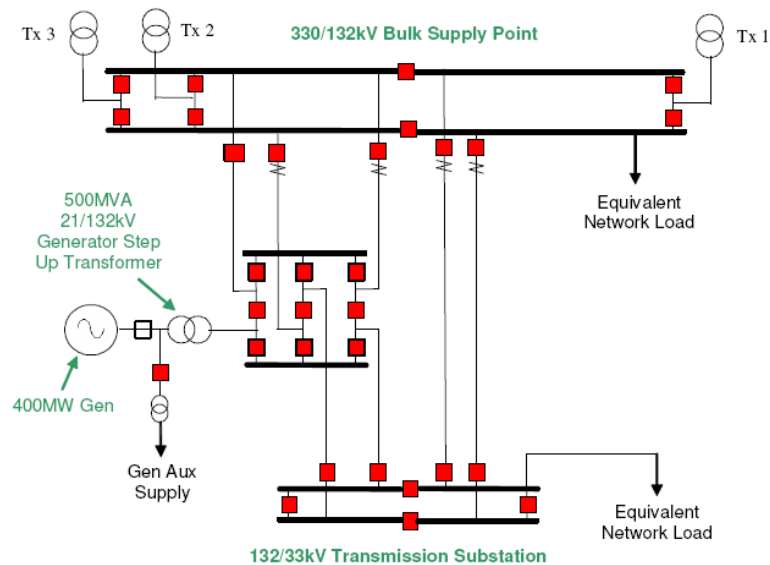 Tx 3
Tx 2
330/132kV Bulk Supply Point
Tx 1
500MVA
21/132kV
Generator Step
Up Transformer
Equivalent
Network Load
400MW Gen
Gen Aux
Supply
Equivalent
Network Load
132/33kV Transmission Substation